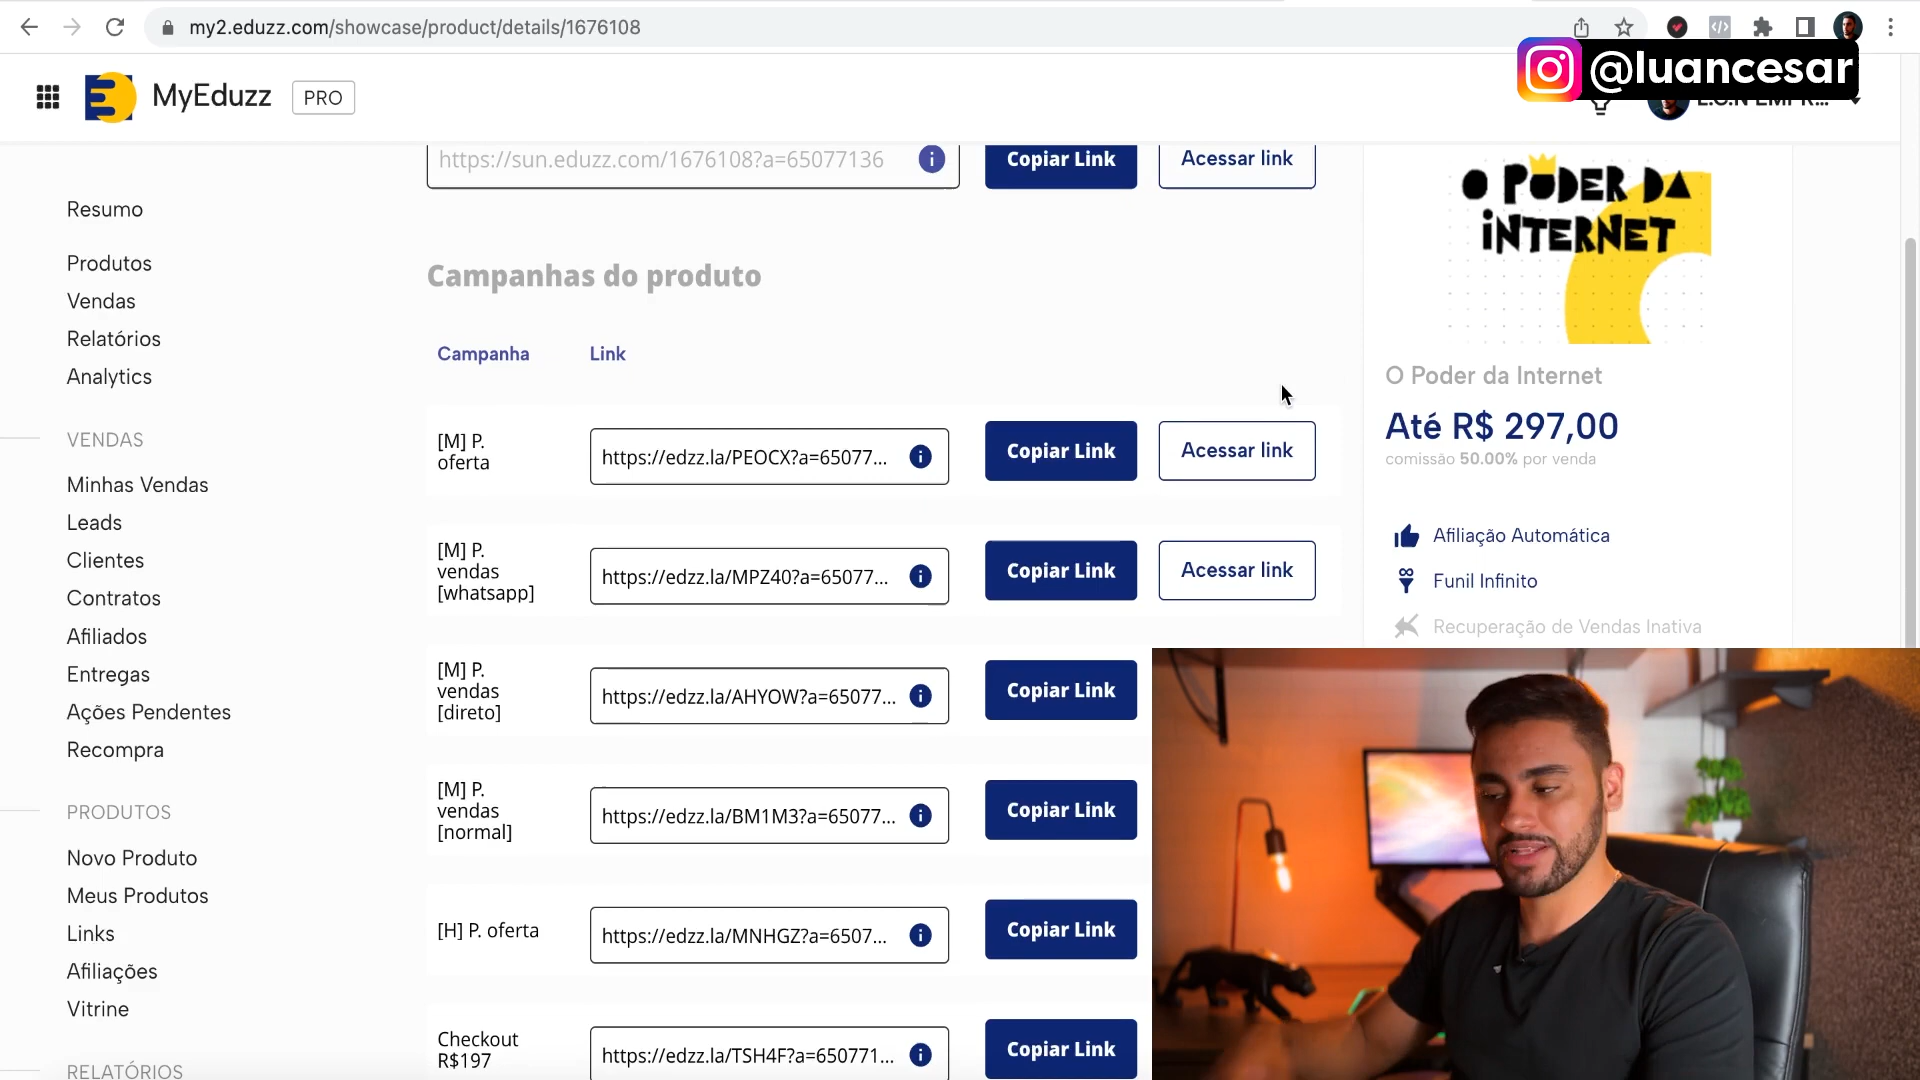 my2.eduzz.com/showcase/product/details/1676108
@luancesar
MyEduzz
PRO
https://sun.eduzz.com/1676108?a=65077136
Copiar Link
Acessar link
Resumo
Produtos
Vendas
Relatórios
Analytics
VENDAS
Minhas Vendas
Leads
Clientes
Contratos
Afiliados
Entregas
Ações Pendentes
Recompra
PRODUTOS
Novo Produto
Meus Produtos
Links
Afiliações
Vitrine
RELATÓRIOS
Campanhas do produto
Campanha
Link
[M] P.
oferta
https://edzz.la/PEOCX?a=65077...
Copiar Link
Acessar link
[M] P.
vendas
[whatsapp]
https://edzz.la/MPZ40?a=65077...
Copiar Link
Acessar link
[M] P.
vendas
[direto]
https://edzz.la/AHYOW?a=65077...
Copiar Link
[M] P.
vendas
[normal]
https://edzz.la/BM1M3?a=65077...
Copiar Link
[H] P. oferta
https://edzz.la/MNHGZ?a=6507...
Copiar Link
Checkout
R$197
https://edzz.la/TSH4F?a=650771...
Copiar Link
O PODER DA
INTERNET
O Poder da Internet
Até R$ 297,00
comissão 50.00% por venda
Afiliação Automática
Funil Infinito
Recuperação de Vendas Inativa